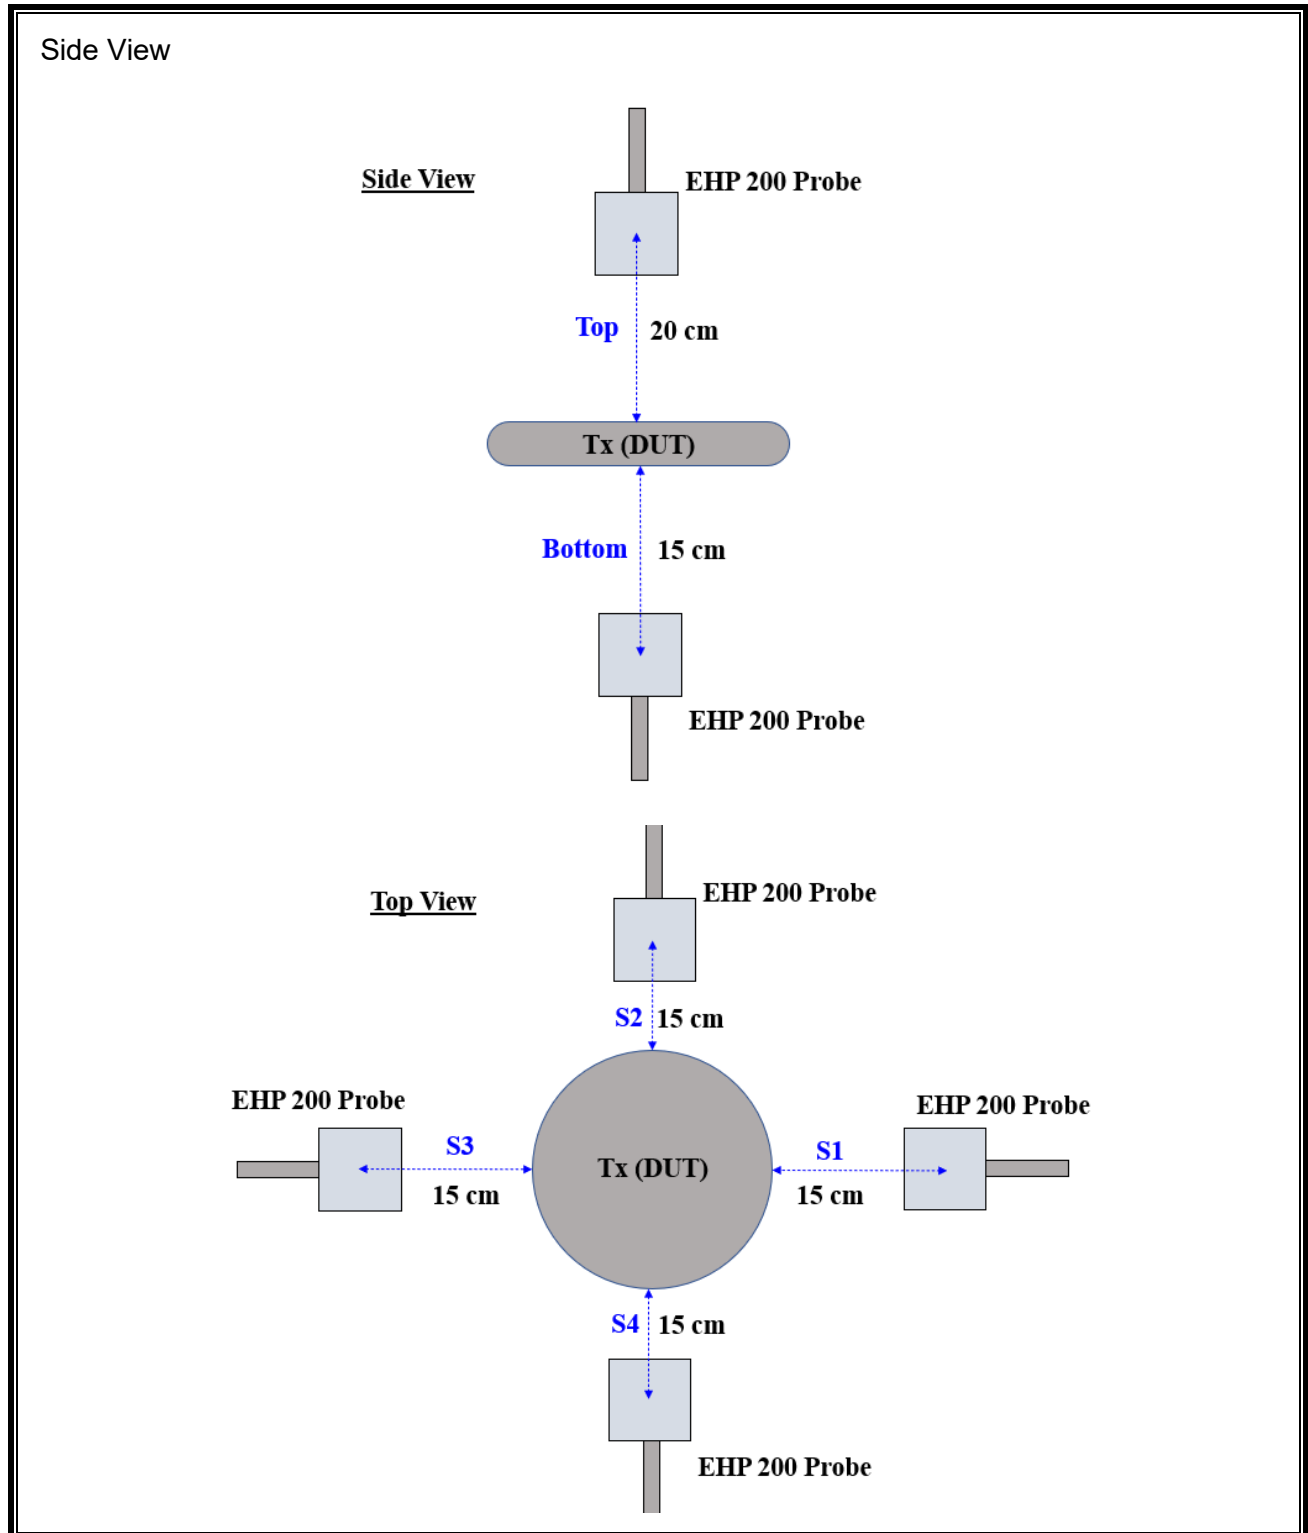 Side View
Side View
EHP 200 Probe
Top 20 cm
Tx (DUT)
Bottom 15 cm
EHP 200 Probe
Top View
EHP 200 Probe
S2 15 cm
EHP 200 Probe
EHP 200 Probe
S3
S1
Tx (DUT)
15 cm
15 cm
S4 15 cm
EHP 200 Probe